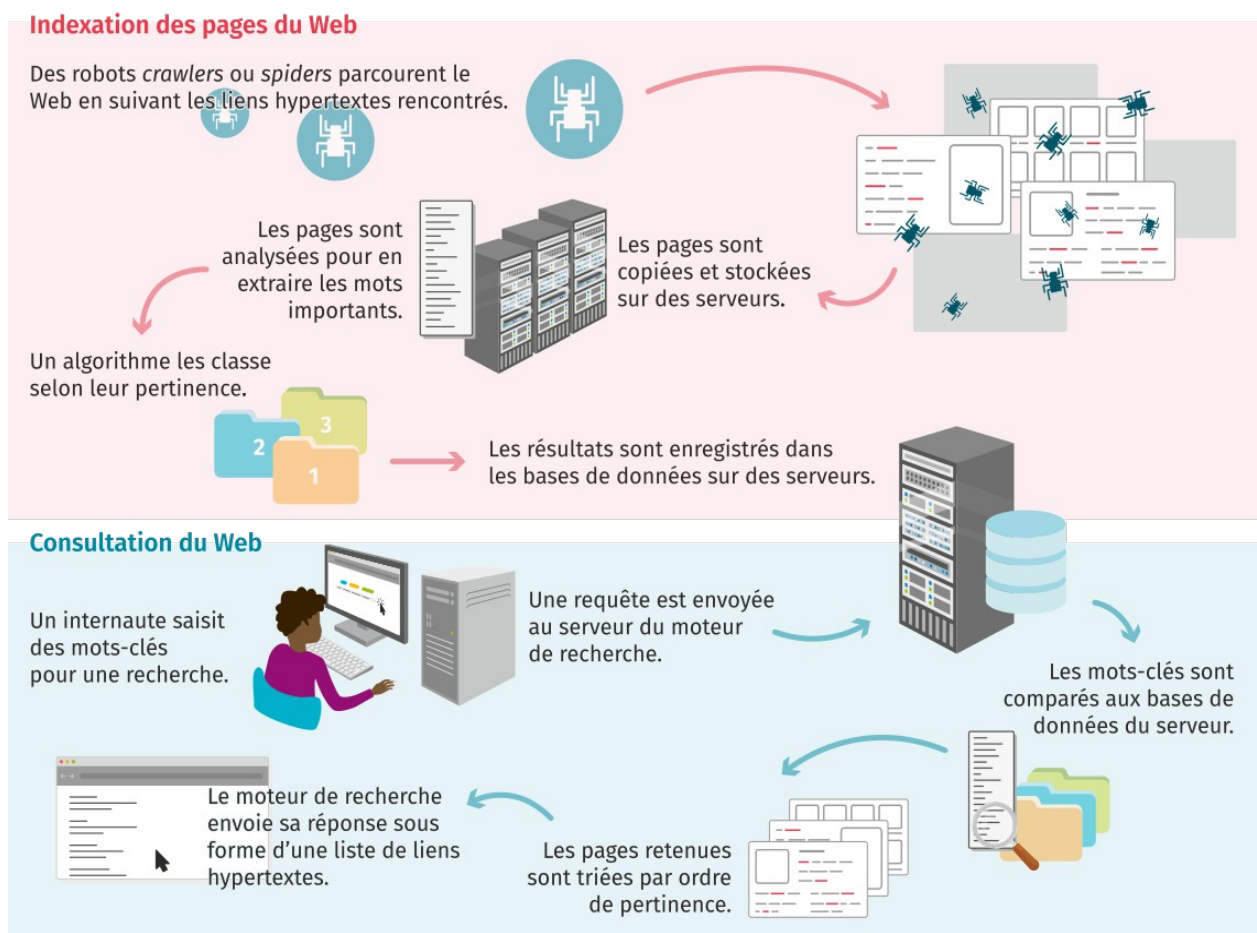 Indexation des pages du Web
Des robots crawlers ou spiders parcourent le
Web en suivant les liens hypertextes rencontrés.
Les pages sont
copiées et stockées
sur des serveurs.
Les pages sont
analysées pour en
extraire les mots
importants.
Un algorithme les classe
selon leur pertinence.
3
2
1
Les résultats sont enregistrés dans
les bases de données sur des serveurs.
Consultation du Web
Un internaute saisit
des mots-clés
pour une recherche.
Une requête est envoyée
au serveur du moteur
de recherche.
Les mots-clés sont
comparés aux bases de
données du serveur.
Les pages retenues
sont triées par ordre
de pertinence.
Le moteur de recherche
envoie sa réponse sous
forme d'une liste de liens
hypertextes.